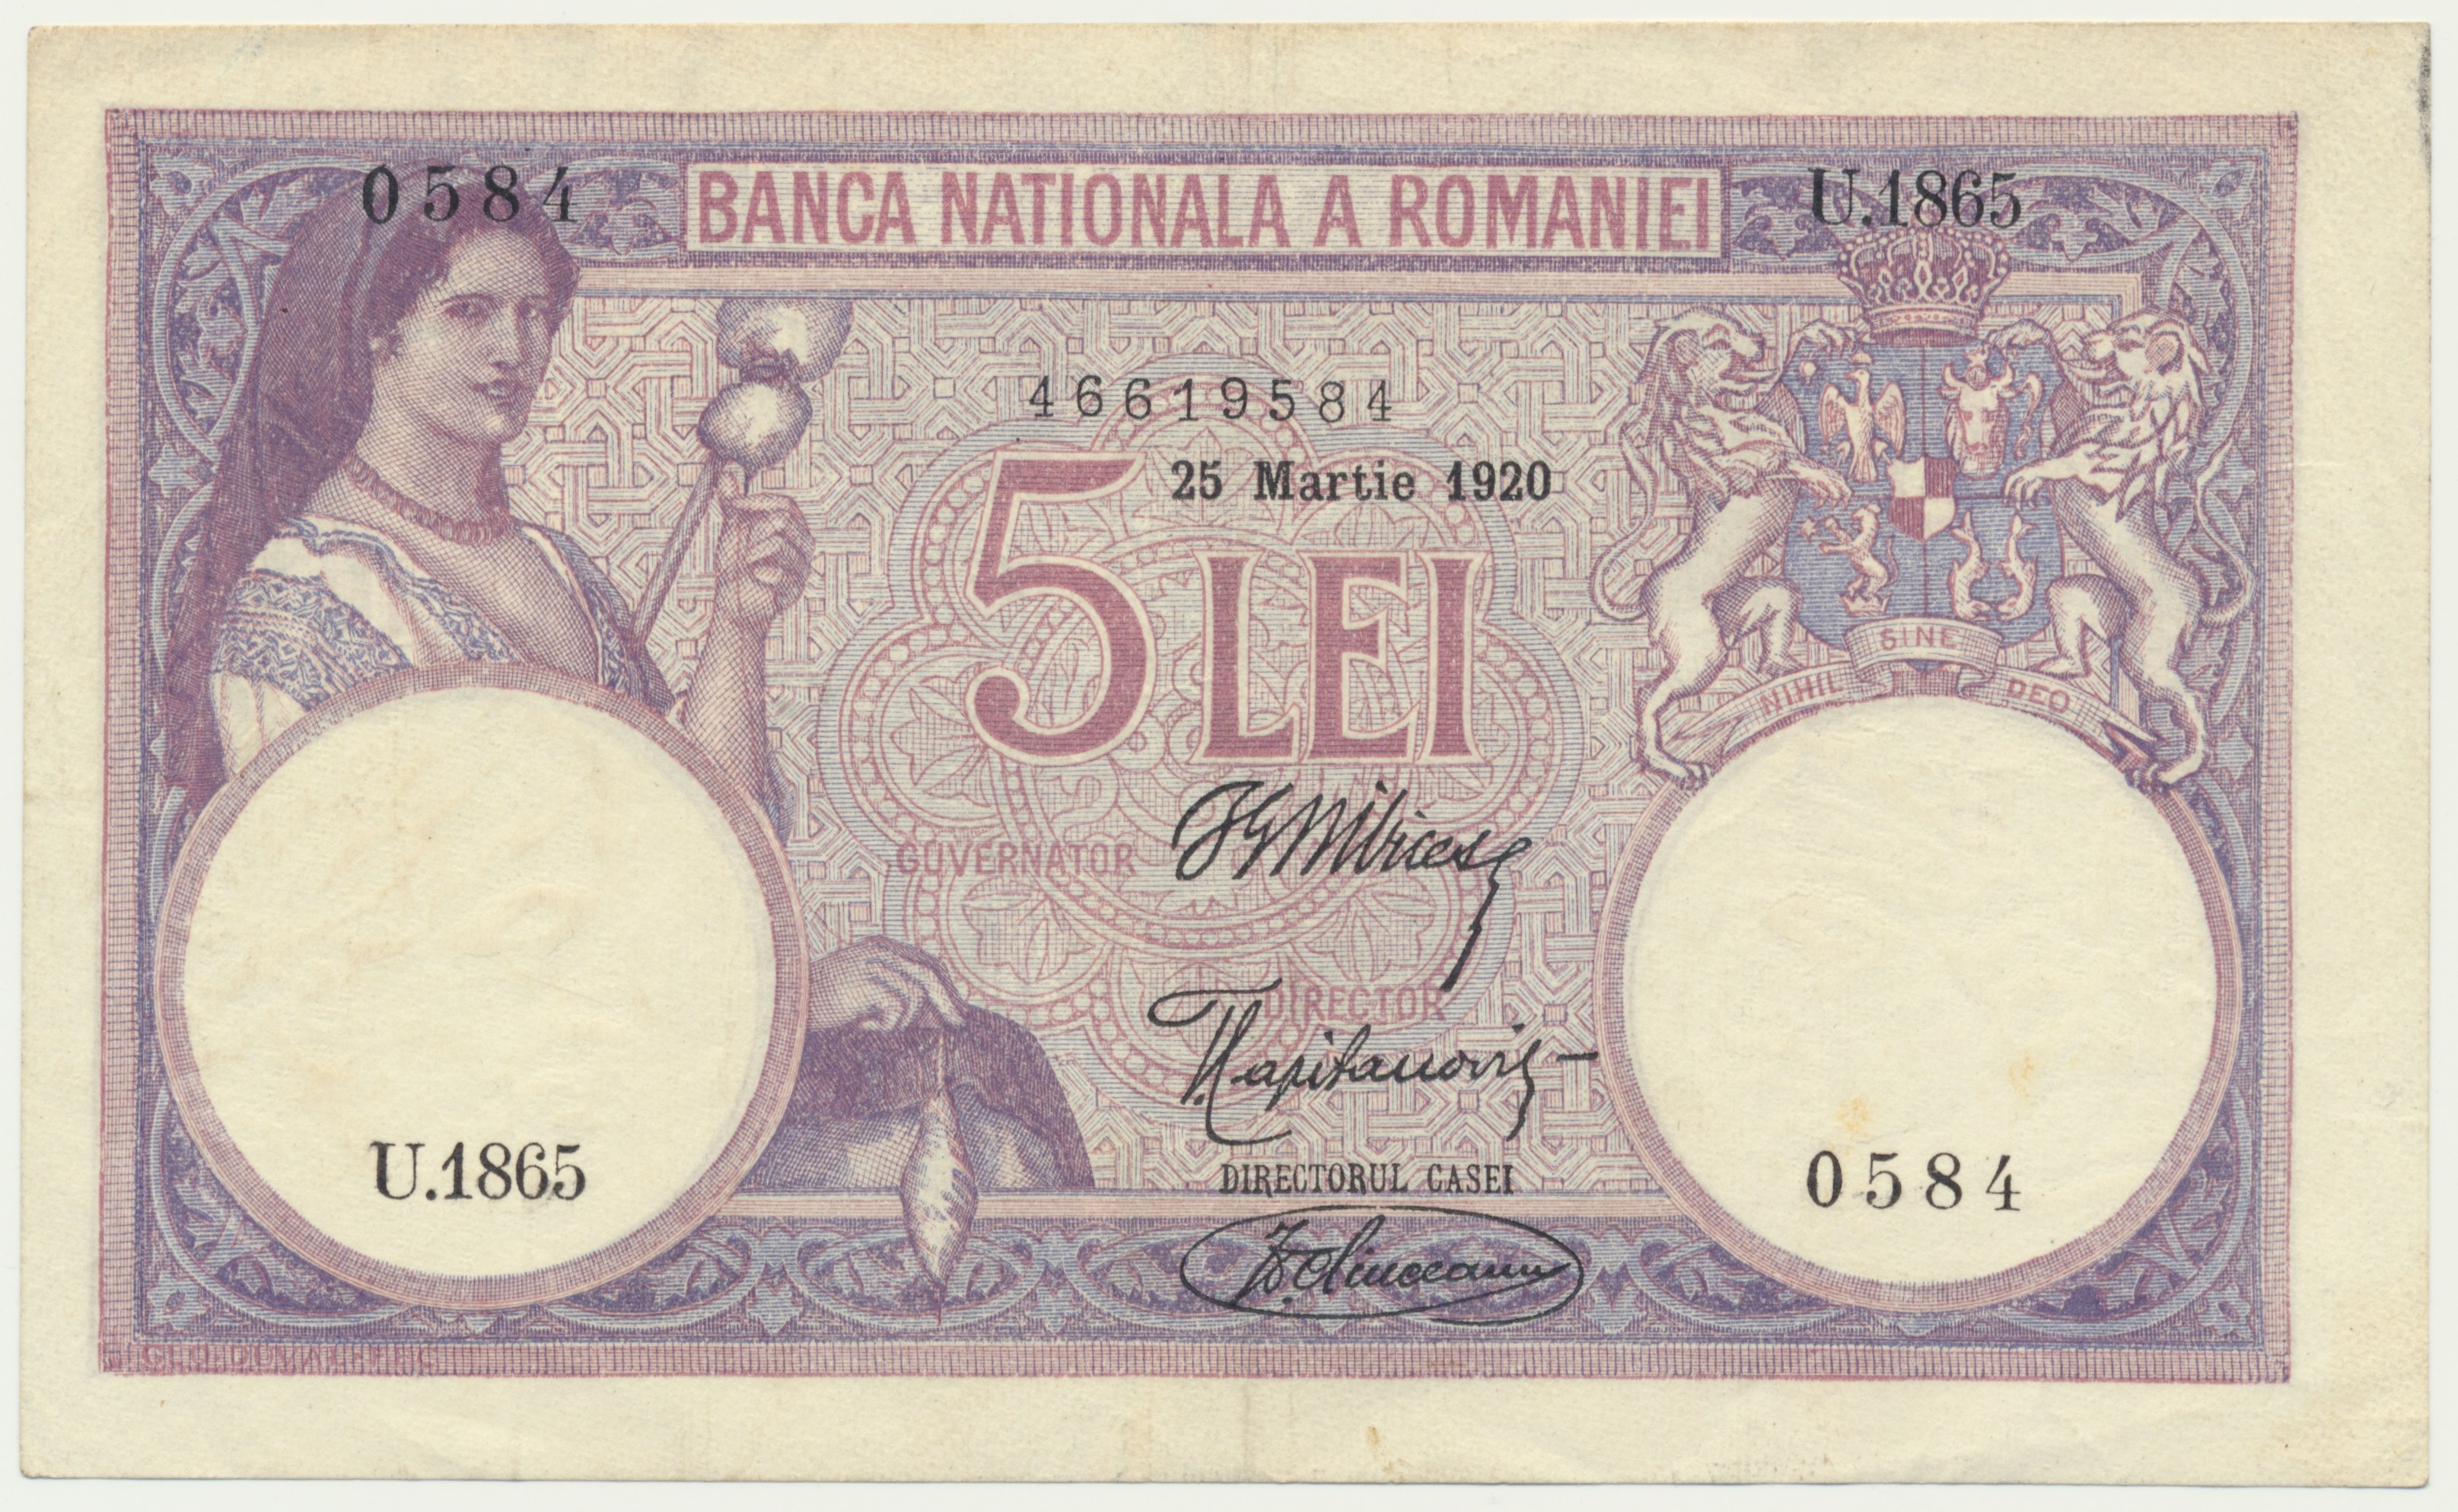 0584
BANCA NATIONALA A ROMANIEI
U.1865
46619584
25 Martie 1920
5 LEI
SINE
NIHIL DEO
GUVERNATOR
DIRECTOR
U.1865
0584
DIRECTORUL CASEI